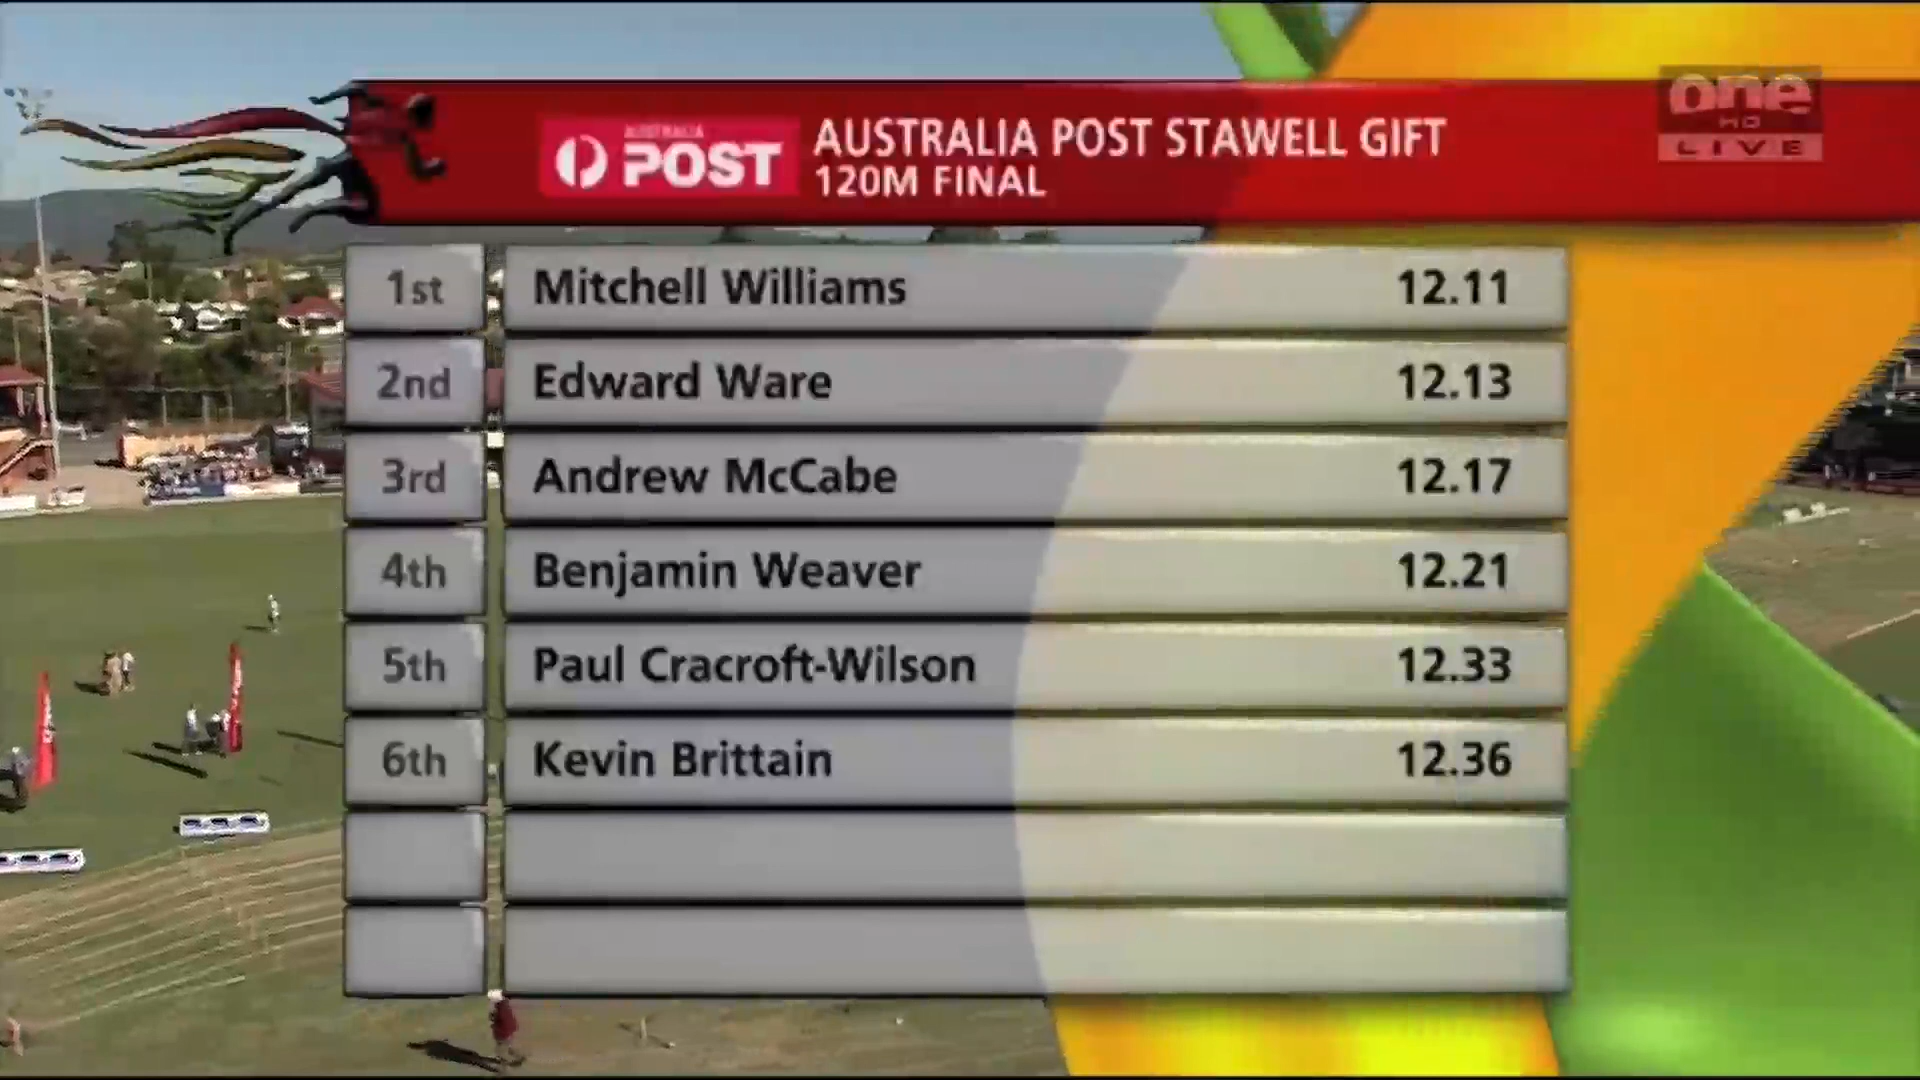 AUSTRALIA
POST
AUSTRALIA POST STAWELL GIFT
120M FINAL
one
HD
LIVE
1st Mitchell Williams 12.11
2nd Edward Ware 12.13
3rd Andrew McCabe 12.17
4th Benjamin Weaver 12.21
5th Paul Cracroft-Wilson 12.33
6th Kevin Brittain 12.36